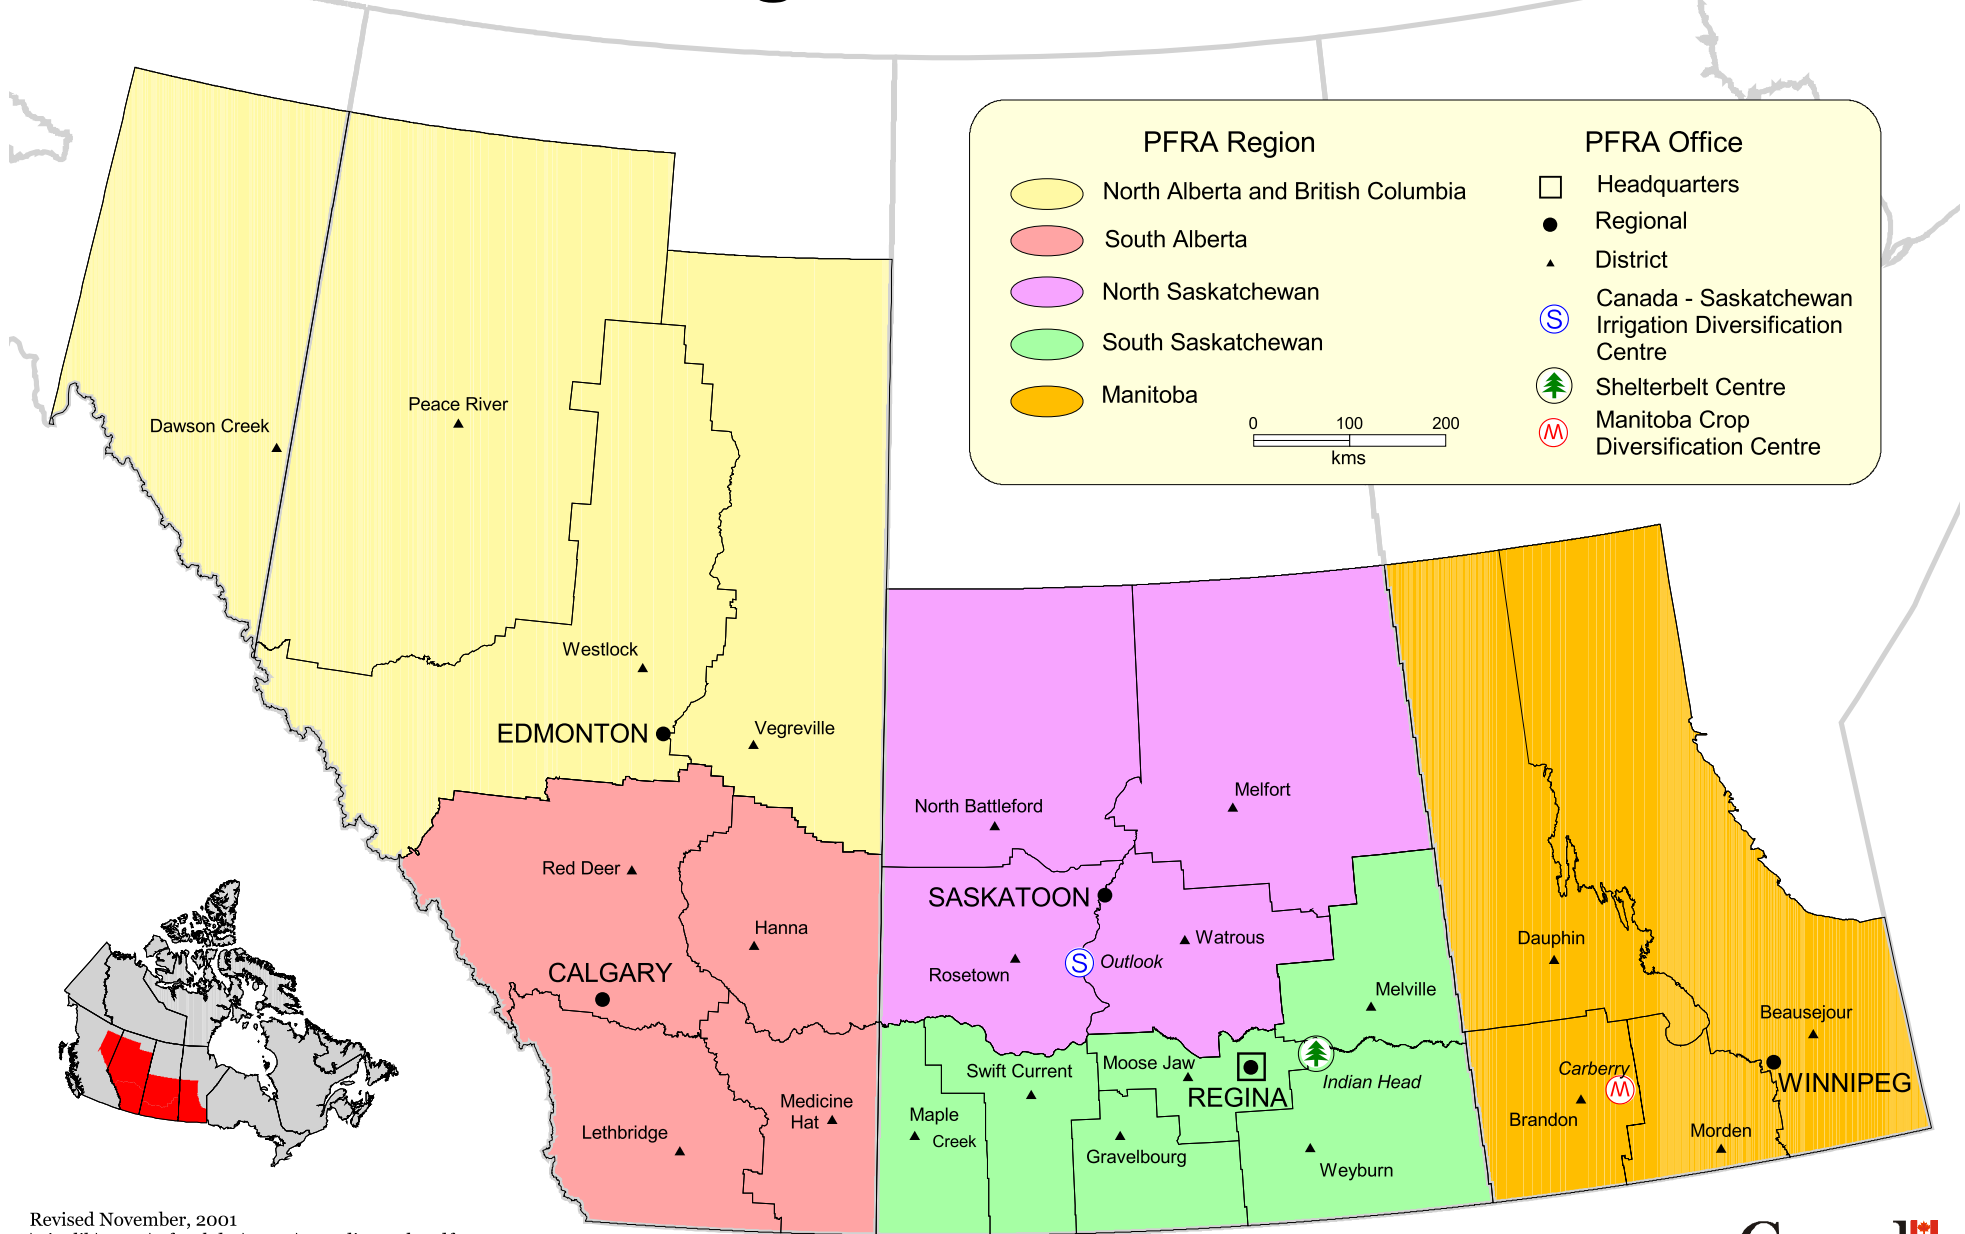 PFRA Region
North Alberta and British Columbia
South Alberta
North Saskatchewan
South Saskatchewan
Manitoba
0 100 200
kms
PFRA Office
Headquarters
Regional
District
S
Canada - Saskatchewan
Irrigation Diversification
Centre
Shelterbelt Centre
M
Manitoba Crop
Diversification Centre
Peace River
Dawson Creek
Westlock
EDMONTON
Vegreville
Red Deer
Hanna
CALGARY
Medicine
Hat
Lethbridge
North Battleford
Melfort
SASKATOON
Watrous
S
Outlook
Rosetown
Melville
Moose Jaw
Swift Current
REGINA
Indian Head
Maple
Creek
Gravelbourg
Weyburn
Dauphin
Beausejour
Carberry
M
WINNIPEG
Brandon
Morden
Revised November, 2001